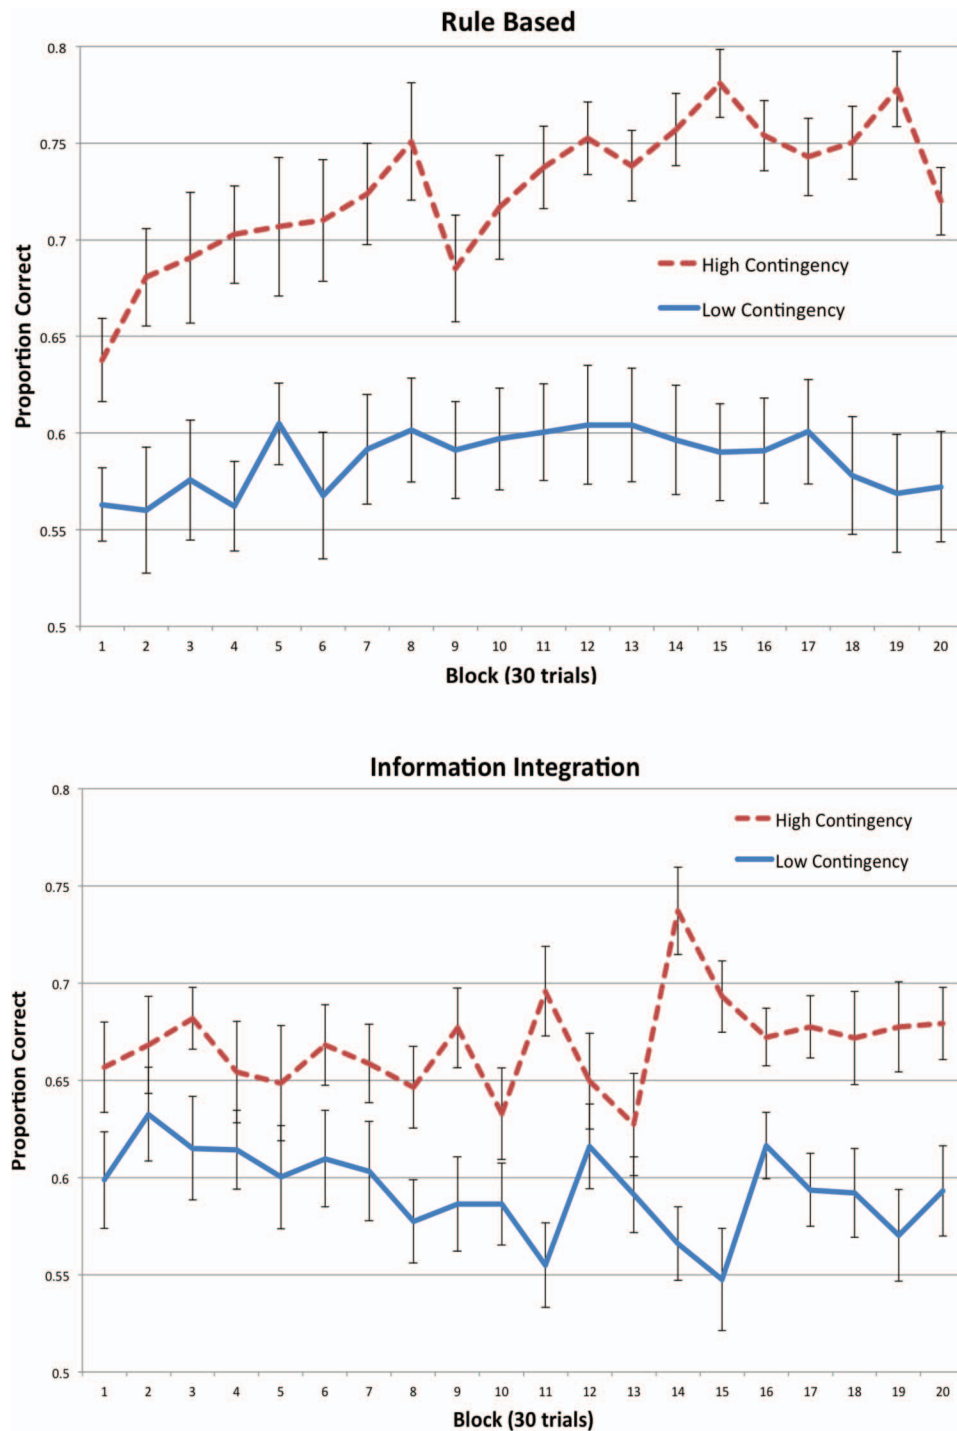 Rule Based
0.8
0.75
0.7
0.65
0.6
0.55
0.5
Proportion Correct
High Contingency
Low Contingency
1 2 3 4 5 6 7 8 9 10 11 12 13 14 15 16 17 18 19 20
Block (30 trials)
Information Integration
0.8
0.75
0.7
0.65
0.6
0.55
0.5
Proportion Correct
High Contingency
Low Contingency
1 2 3 4 5 6 7 8 9 10 11 12 13 14 15 16 17 18 19 20
Block (30 trials)